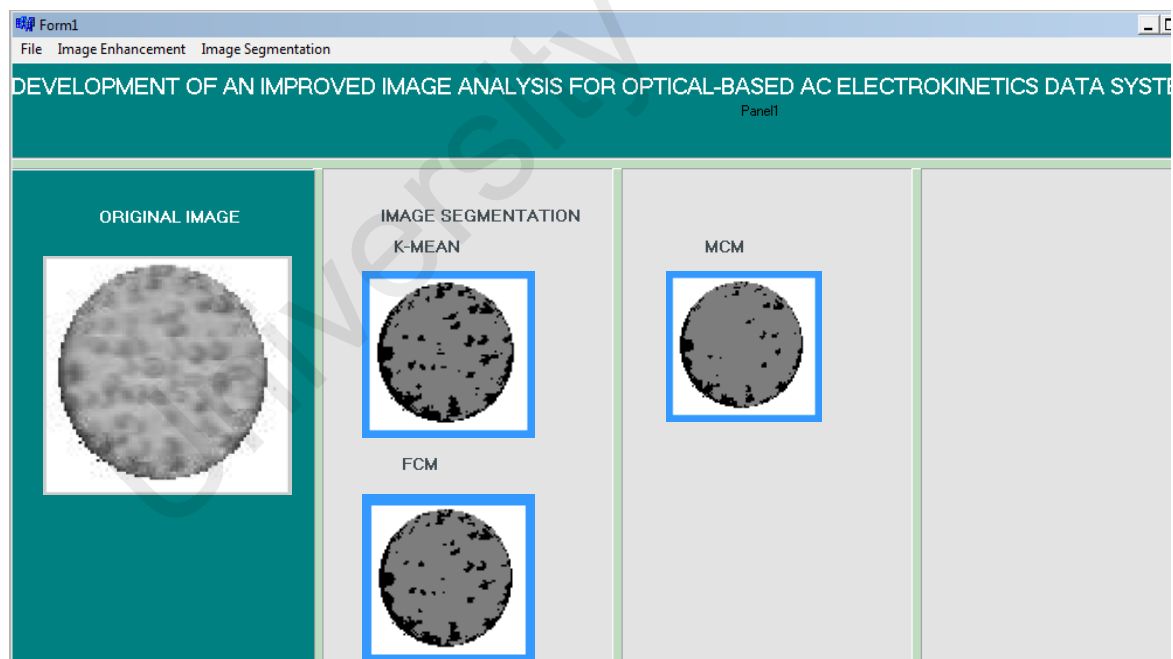 Form1
File Image Enhancement Image Segmentation
DEVELOPMENT OF AN IMPROVED IMAGE ANALYSIS FOR OPTICAL-BASED AC ELECTROKINETICS DATA SYSTE
Panel1
ORIGINAL IMAGE
IMAGE SEGMENTATION
K-MEAN
MCM
FCM
University